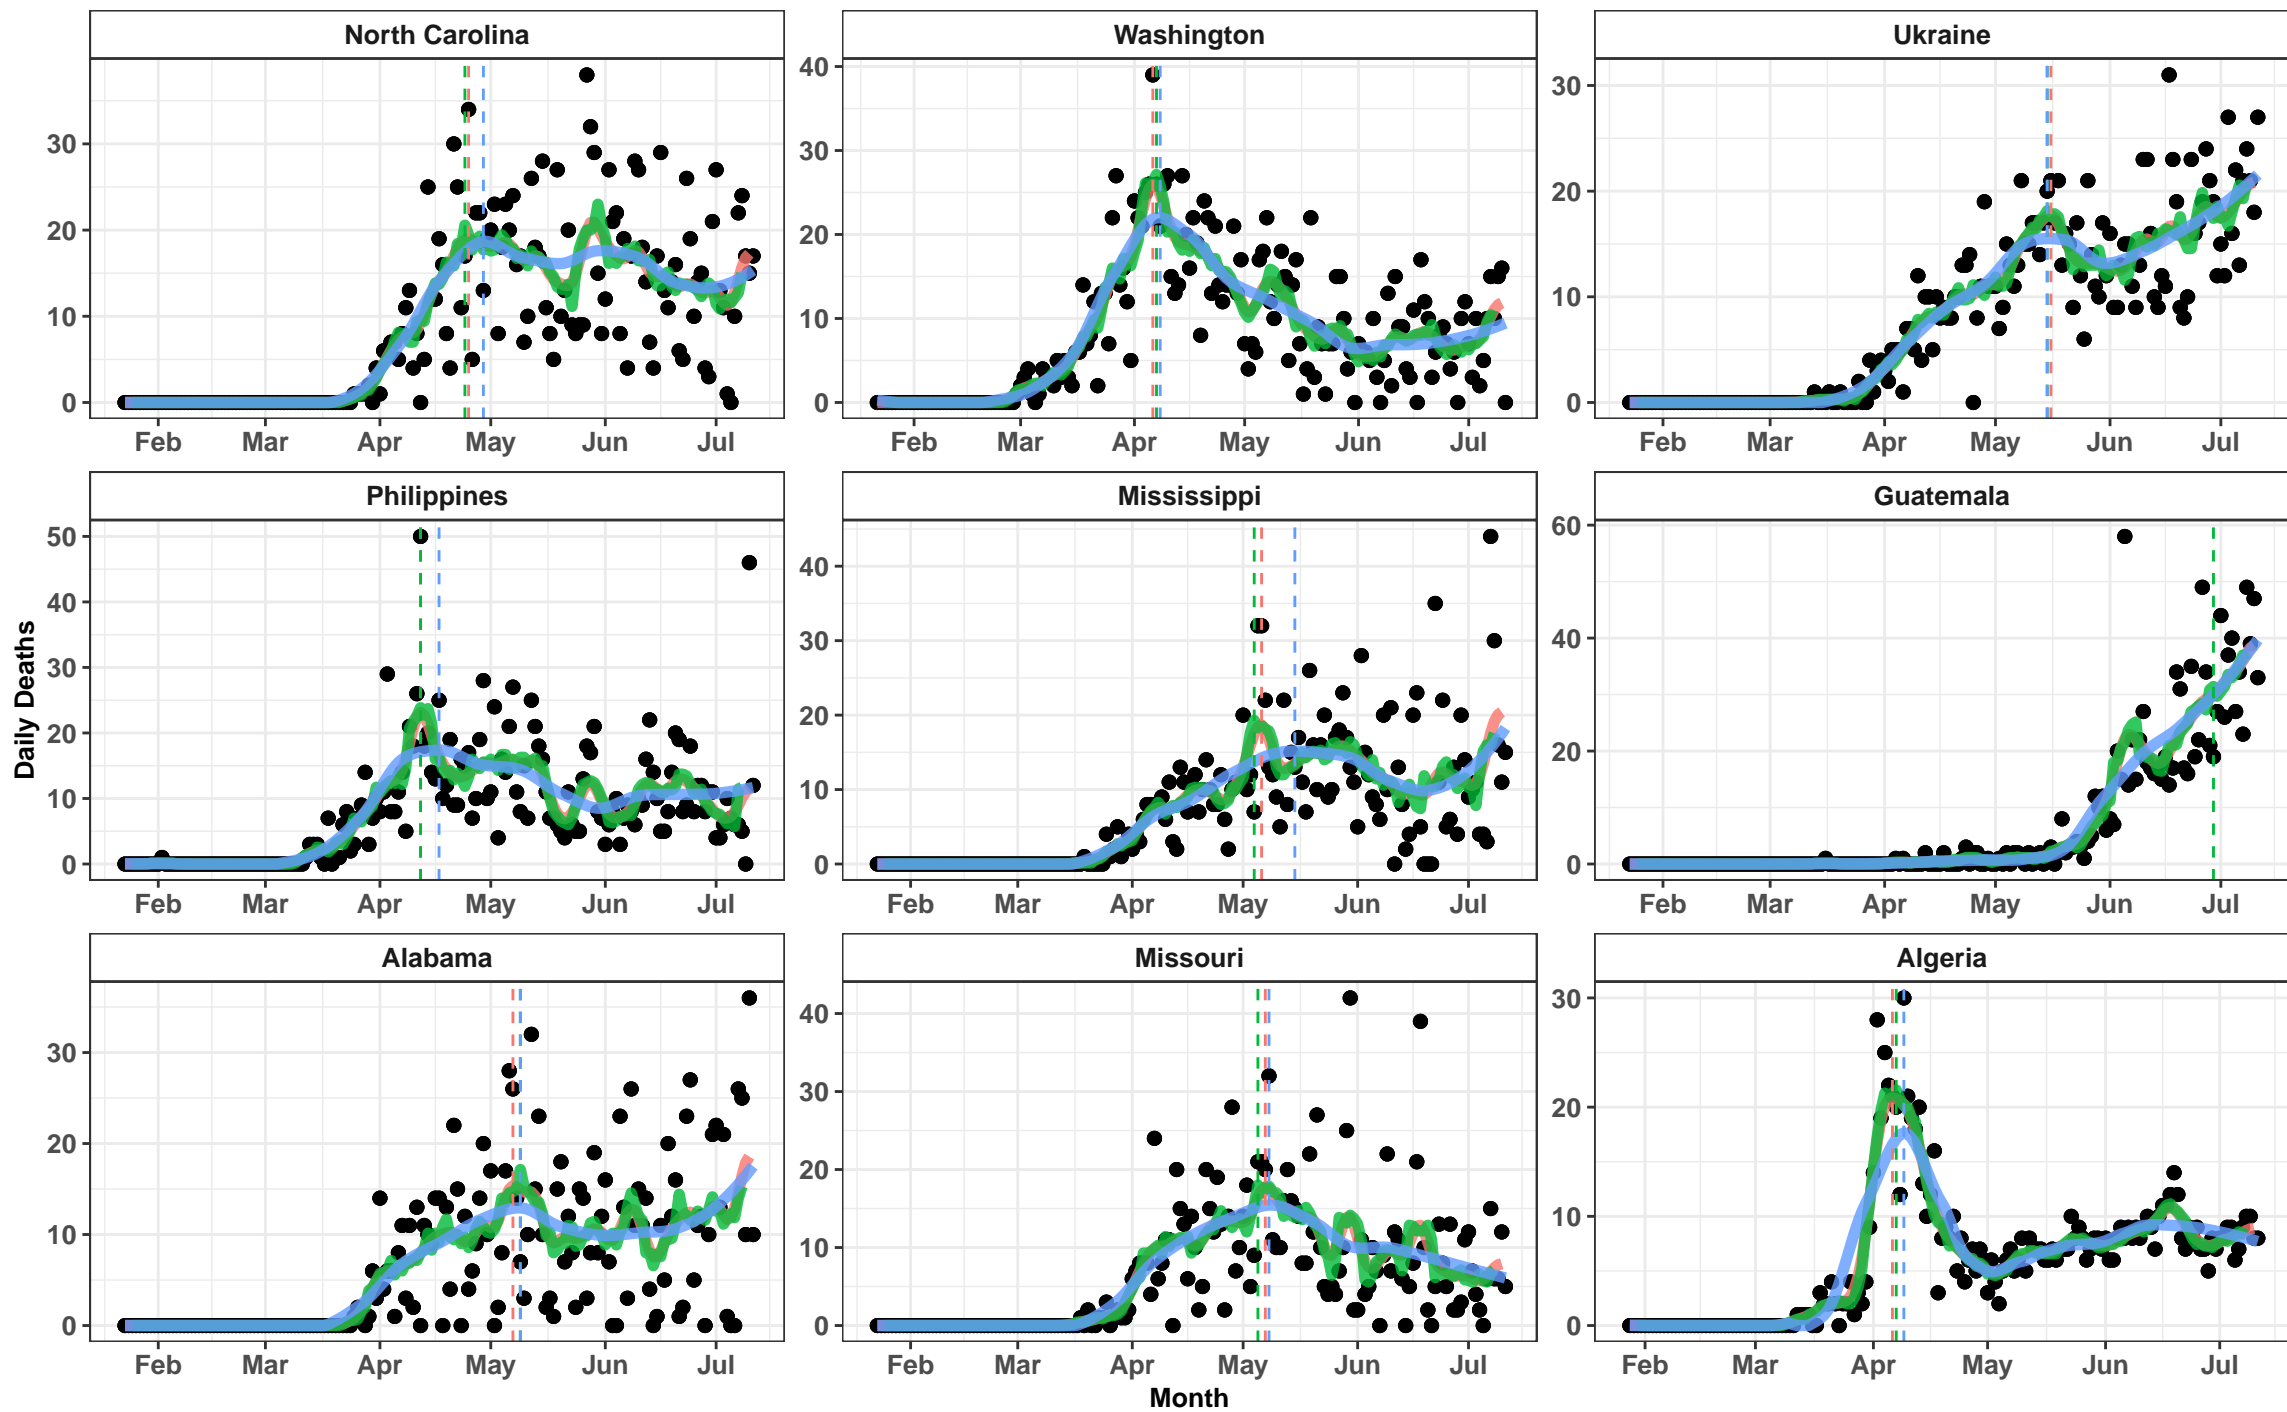 North Carolina Washington Ukraine
40
30 30
30
20 20
20
10 10 10
0 0 0
Feb Mar Apr May Jun Jul Feb Mar Apr May Jun Jul Feb Mar Apr May Jun Jul
Philippines Mississippi Guatemala
50 40 60
40
30 30 40
20 20
20
10 10
0 0 0
Feb Mar Apr May Jun Jul Feb Mar Apr May Jun Jul Feb Mar Apr May Jun Jul
Daily Deaths
Alabama Missouri Algeria
40 30
30
30
20 20 20
10 10 10
0 0 0
Feb Mar Apr May Jun Jul Feb Mar Apr May Jun Jul Feb Mar Apr May Jun Jul
Month